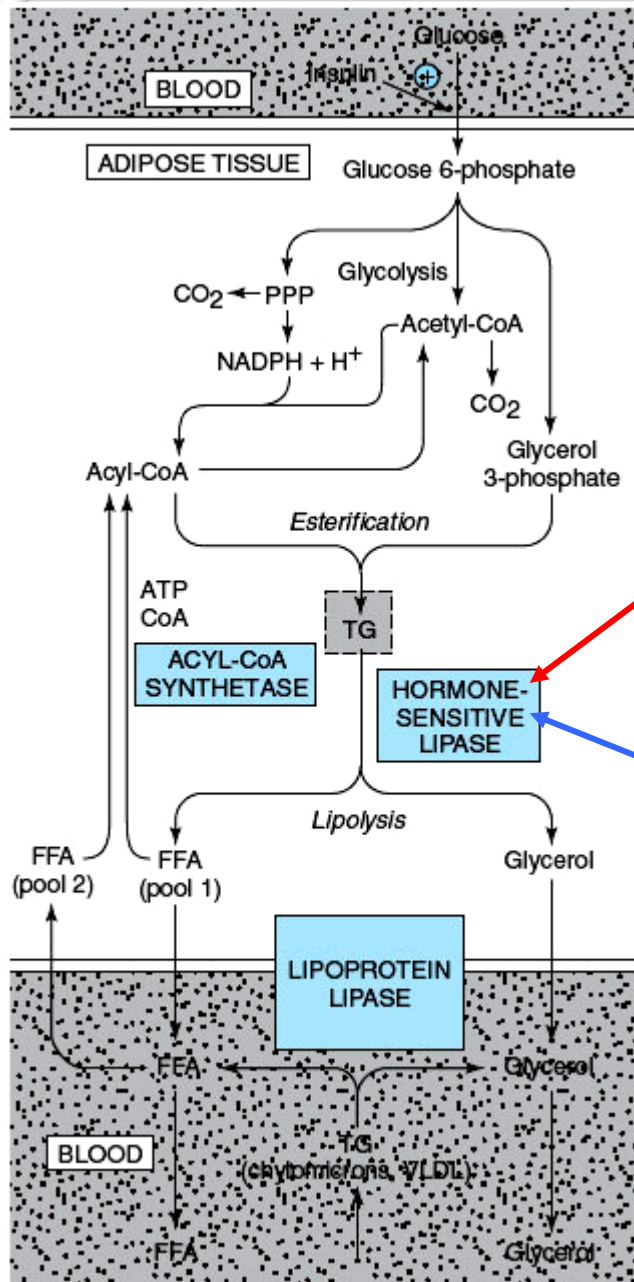 Glucose
Insulin +
BLOOD
ADIPOSE TISSUE
Glucose 6-phosphate
Glycolysis
CO2 PPP
Acetyl-CoA
NADPH + H+
CO2
Glycerol
3-phosphate
Acyl-CoA
Esterification
ATP
CoA
TG
ACYL-CoA
SYNTHETASE
HORMONE-
SENSITIVE
LIPASE
Lipolysis
FFA
(pool 2)
FFA
(pool 1)
Glycerol
LIPOPROTEIN
LIPASE
FFA
Glycerol
BLOOD
TG
(chylomicrons, VLDL)
FFA
Glycerol